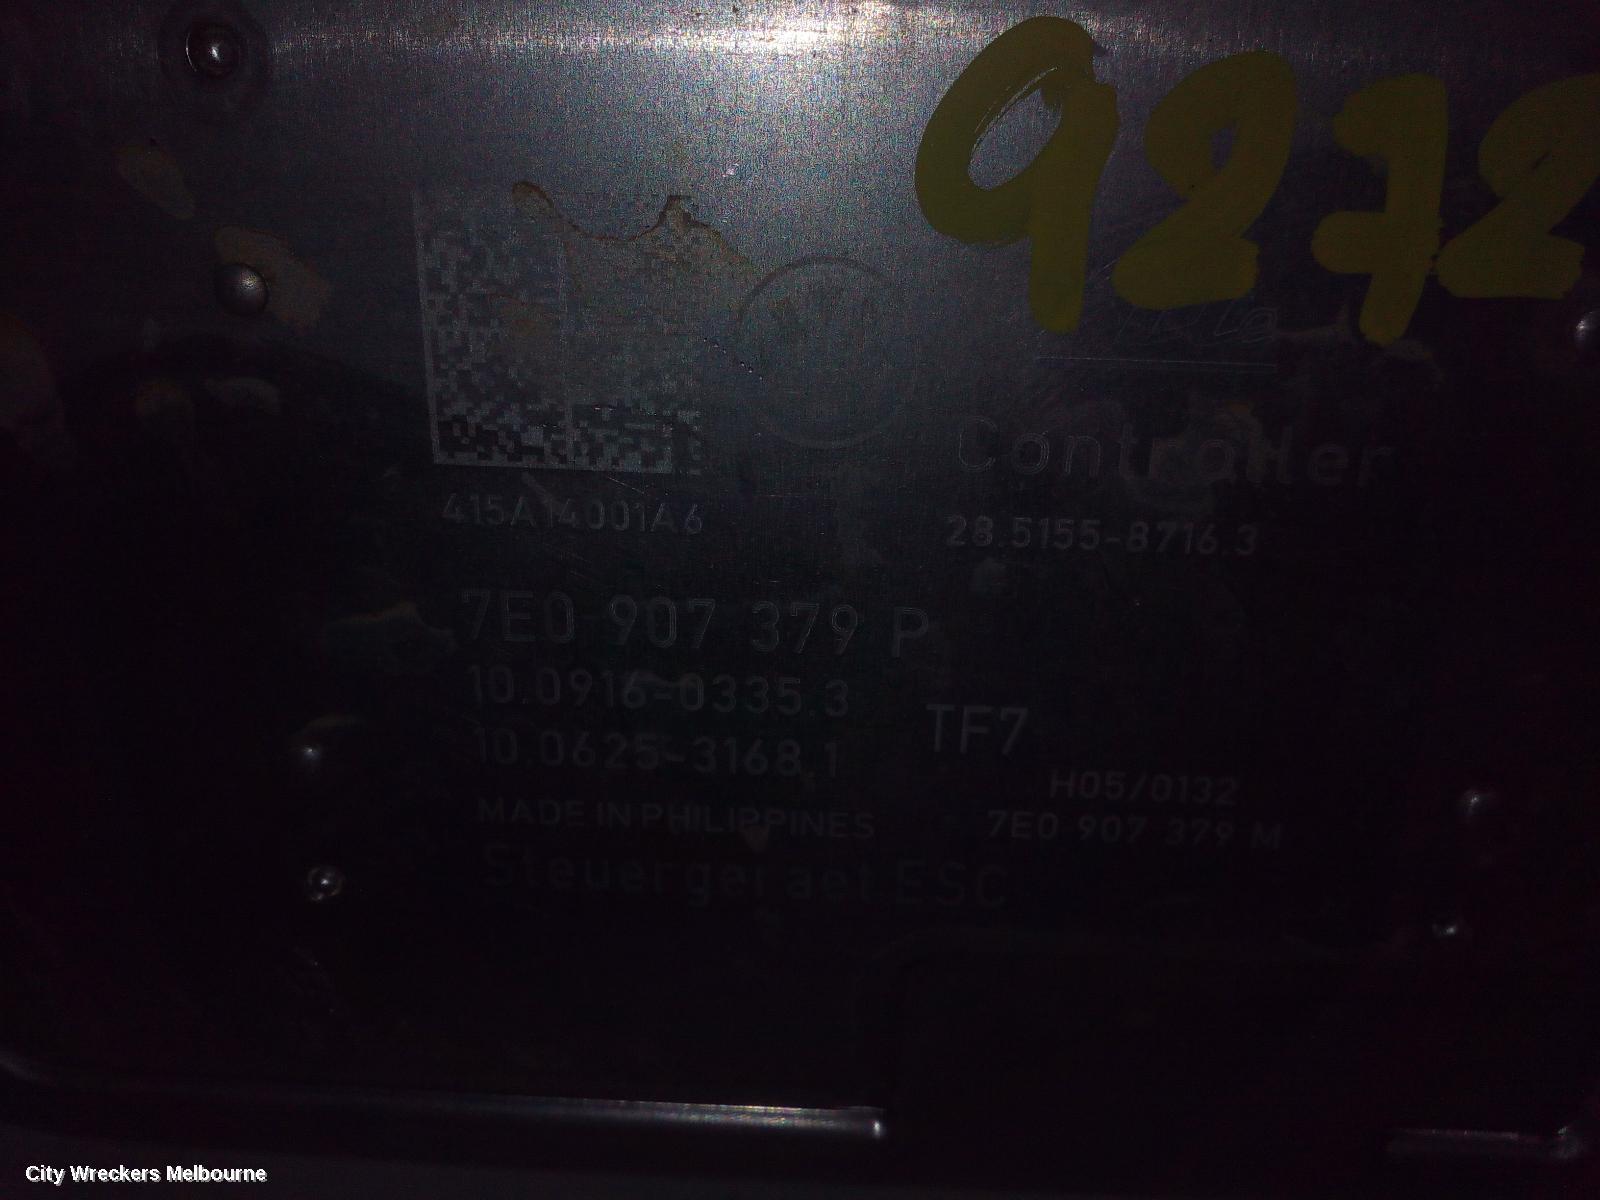 9272
Controller
415A14001A6
28.5155-8716.3
7E0 907 379 P
10.0916-0335.3
TF7
10.0625-3168.1
H05/0132
MADE IN PHILIPPINES
7E0 907 379 M
Steuergeraet ESC
City Wreckers Melbourne